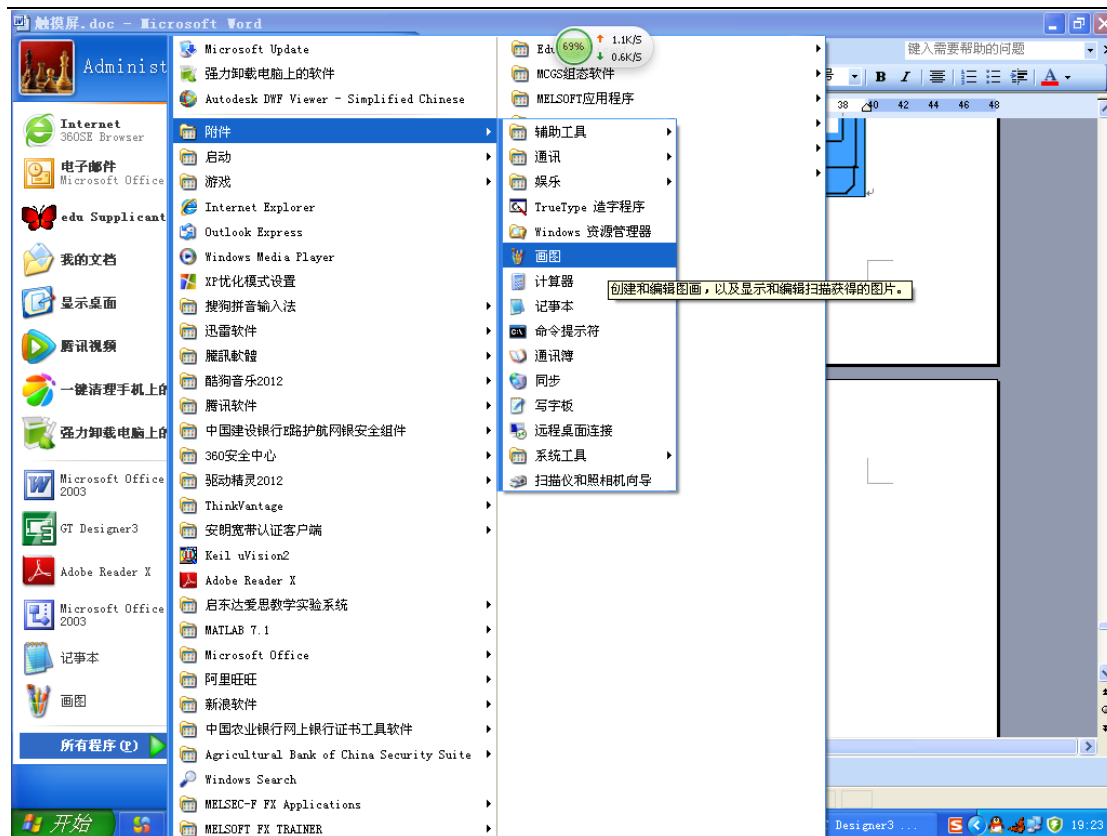 触摸屏.doc - Microsoft Word
Administ
键入需要帮助的问题
69%
1.1K/S
0.6K/S
B I A
38 40 42 44 46 48
Internet
360SE Browser
电子邮件
Microsoft Office
edu Supplicant
我的文档
显示桌面
腾讯视频
一键清理手机上的
强力卸载电脑上的
Microsoft Office
2003
GT Designer3
Adobe Reader X
Microsoft Office
2003
记事本
画图
所有程序(P)
Microsoft Update
强力卸载电脑上的软件
Autodesk DWF Viewer - Simplified Chinese
附件
启动
游戏
Internet Explorer
Outlook Express
Windows Media Player
XP优化模式设置
搜狗拼音输入法
迅雷软件
騰訊軟體
酷狗音乐2012
腾讯软件
中国建设银行E路护航网银安全组件
360安全中心
驱动精灵2012
ThinkVantage
安朗宽带认证客户端
Keil uVision2
Adobe Reader X
启东达爱思教学实验系统
MATLAB 7.1
Microsoft Office
阿里旺旺
新浪软件
中国农业银行网上银行证书工具软件
Agricultural Bank of China Security Suite
Windows Search
MELSEC-F FX Applications
MELSOFT FX TRAINER
Edu
MCGS组态软件
MELSOFT应用程序
辅助工具
通讯
娱乐
TrueType 造字程序
Windows 资源管理器
画图
计算器
创建和编辑图画，以及显示和编辑扫描获得的图片。
记事本
命令提示符
通讯簿
同步
写字板
远程桌面连接
系统工具
扫描仪和照相机向导
开始
Designer3 ...
19:23